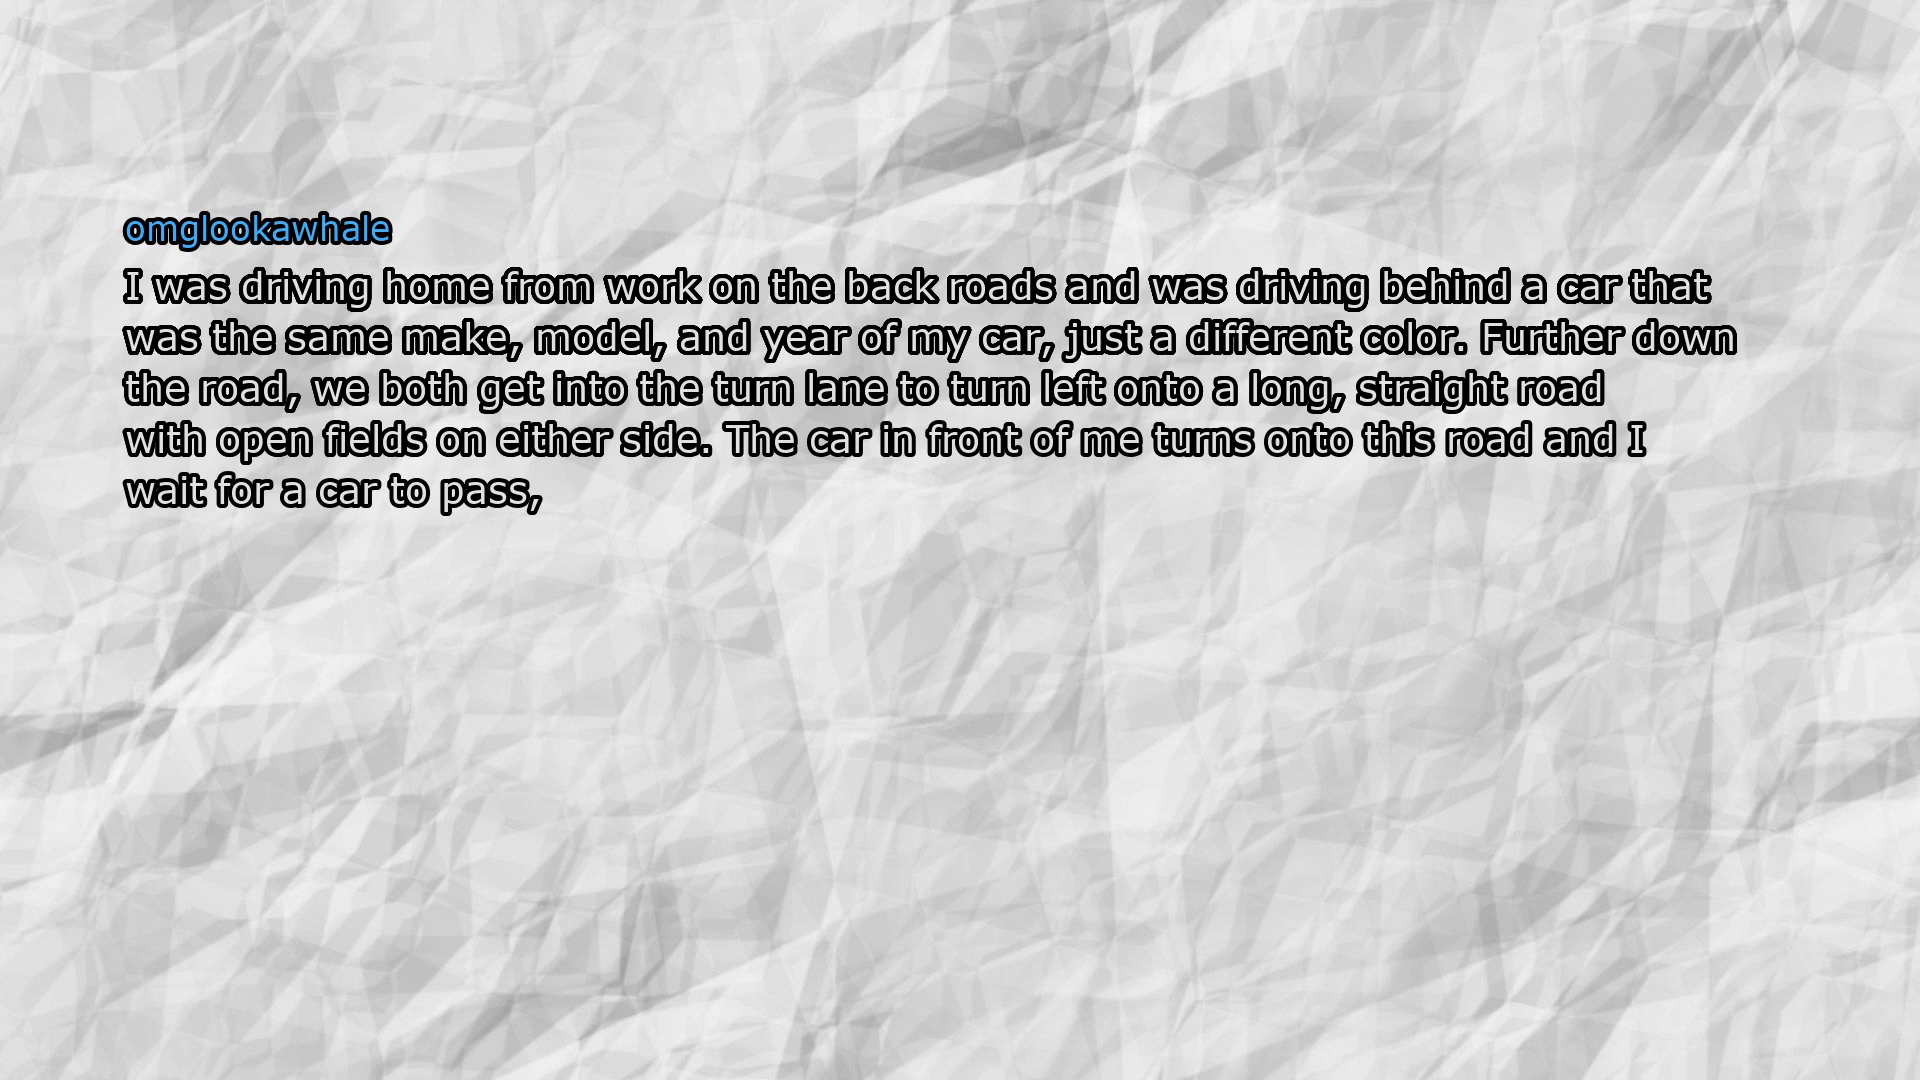 omglookawhale
I was driving home from work on the back roads and was driving behind a car that
was the same make, model, and year of my car, just a different color. Further down
the road, we both get into the turn lane to turn left onto a long, straight road
with open fields on either side. The car in front of me turns onto this road and I
wait for a car to pass,